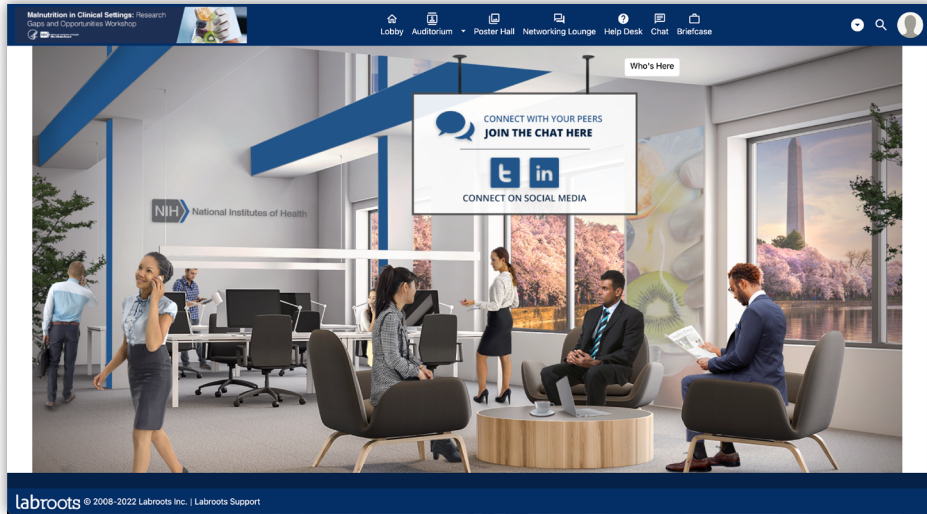 Malnutrition in Clinical Settings: Research
Gaps and Opportunities Workshop
Lobby
Auditorium
Poster Hall
Networking Lounge
Help Desk
Chat
Briefcase
Who's Here
CONNECT WITH YOUR PEERS
JOIN THE CHAT HERE
t
in
CONNECT ON SOCIAL MEDIA
NIH National Institutes of Health
labroots © 2008-2022 Labroots Inc. | Labroots Support